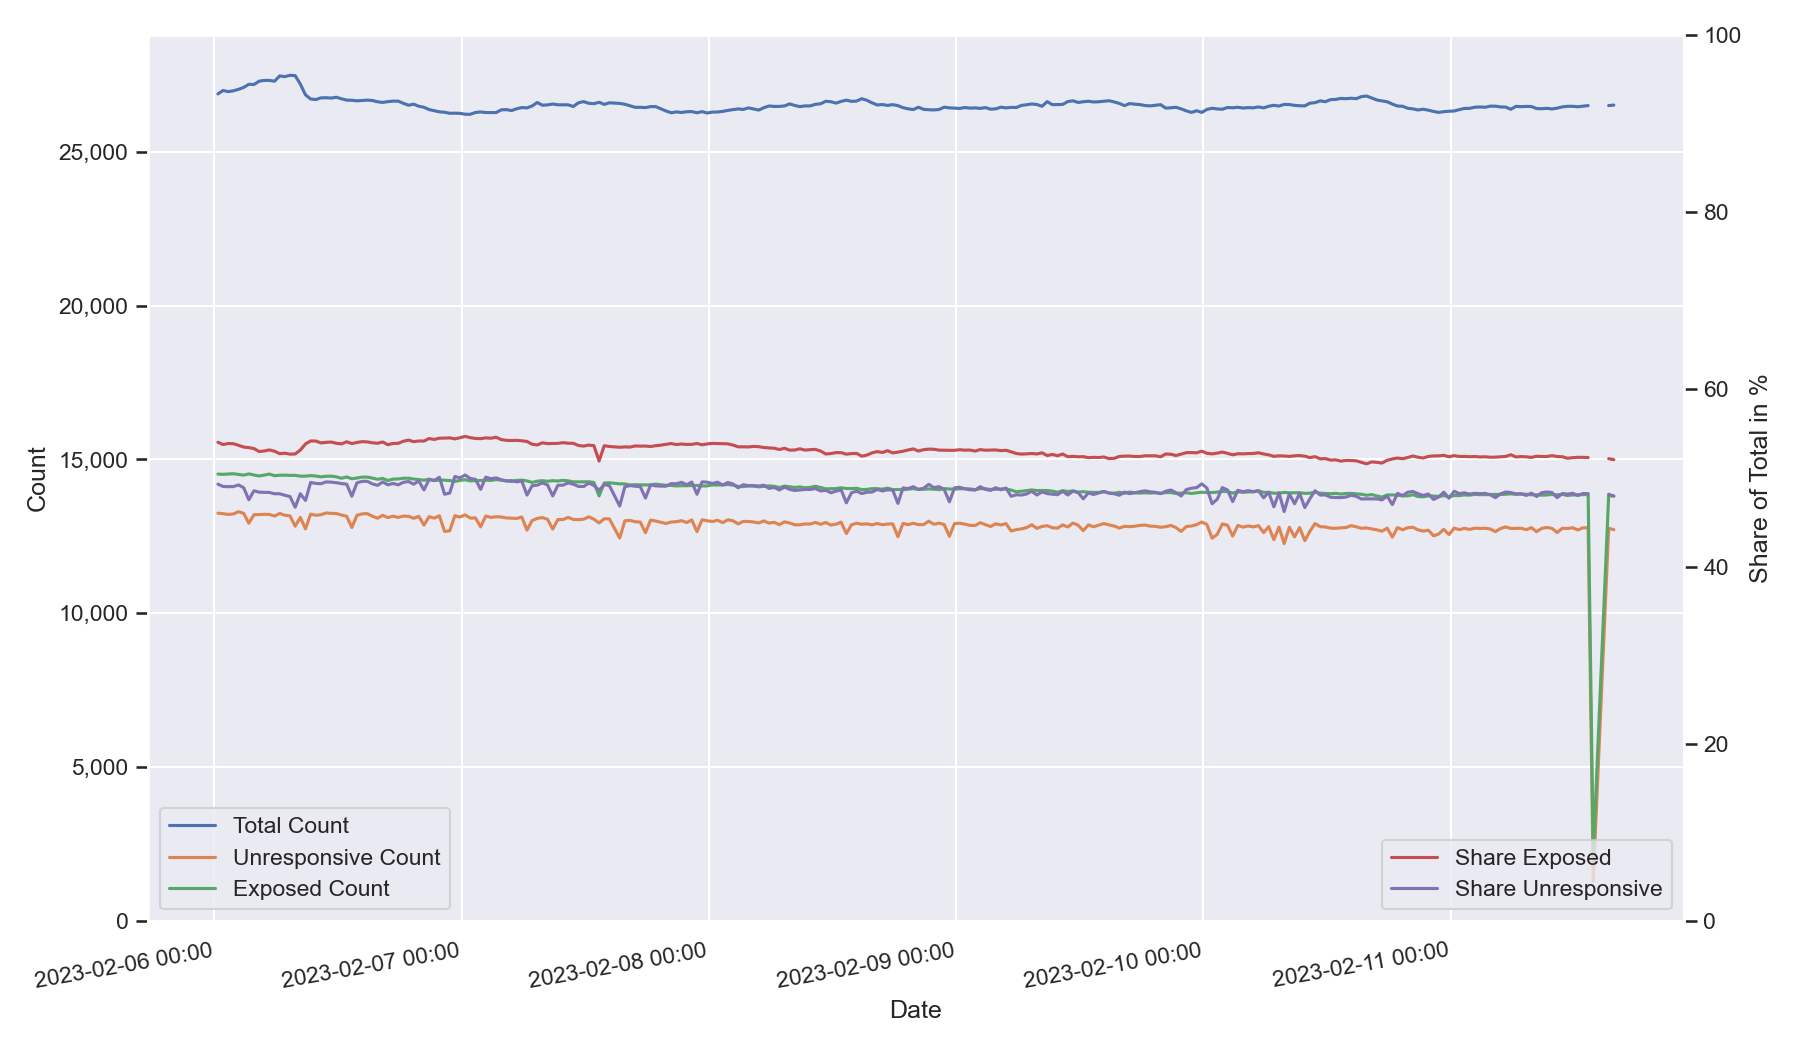 100
25,000
80
20,000
60
15,000
Count
Share of Total in %
40
10,000
20
5,000
Total Count
Unresponsive Count
Exposed Count
Share Exposed
Share Unresponsive
0
0
2023-02-06 00:00
2023-02-07 00:00
2023-02-08 00:00
2023-02-09 00:00
2023-02-10 00:00
2023-02-11 00:00
Date